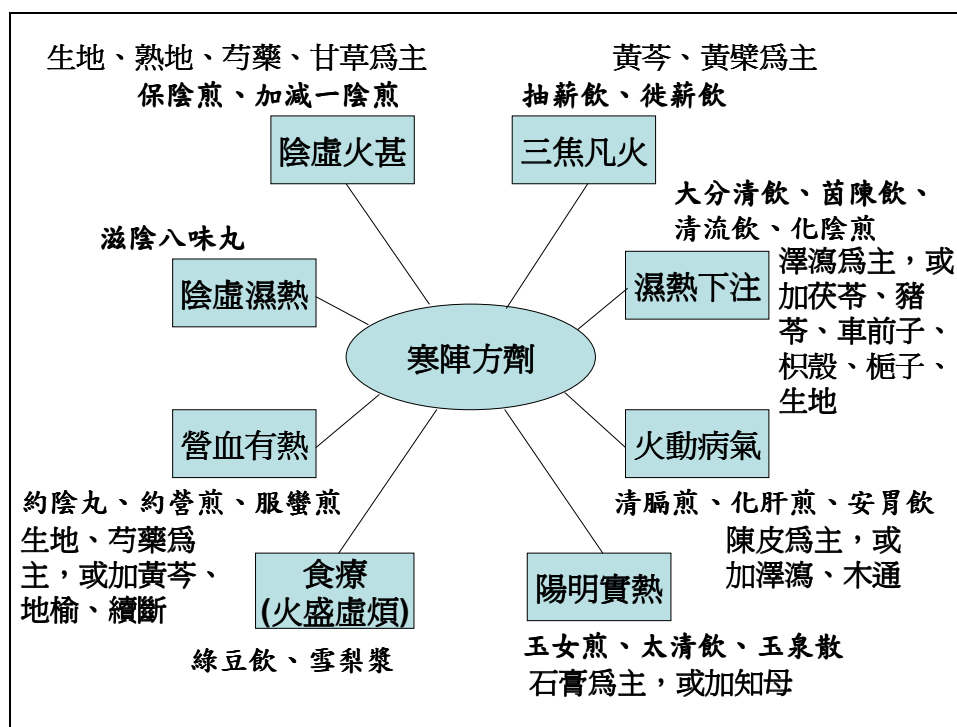 生地、熟地、芍藥、甘草爲主
保陰煎、加減一陰煎
陰虛火甚
黃芩、黃檗爲主
抽薪飲、徙薪飲
三焦凡火
大分清飲、茵陳飲、
清流飲、化陰煎
濕熱下注
澤瀉爲主，或
加茯苓、豬
苓、車前子、
枳殼、梔子、
生地
滋陰八味丸
陰虛濕熱
寒陣方劑
營血有熱
約陰丸、約營煎、服蠻煎
生地、芍藥爲
主，或加黃芩、
地榆、續斷
火動病氣
清膈煎、化肝煎、安胃飲
陳皮爲主，或
加澤瀉、木通
食療
(火盛虛煩)
綠豆飲、雪梨漿
陽明實熱
玉女煎、太清飲、玉泉散
石膏爲主，或加知母